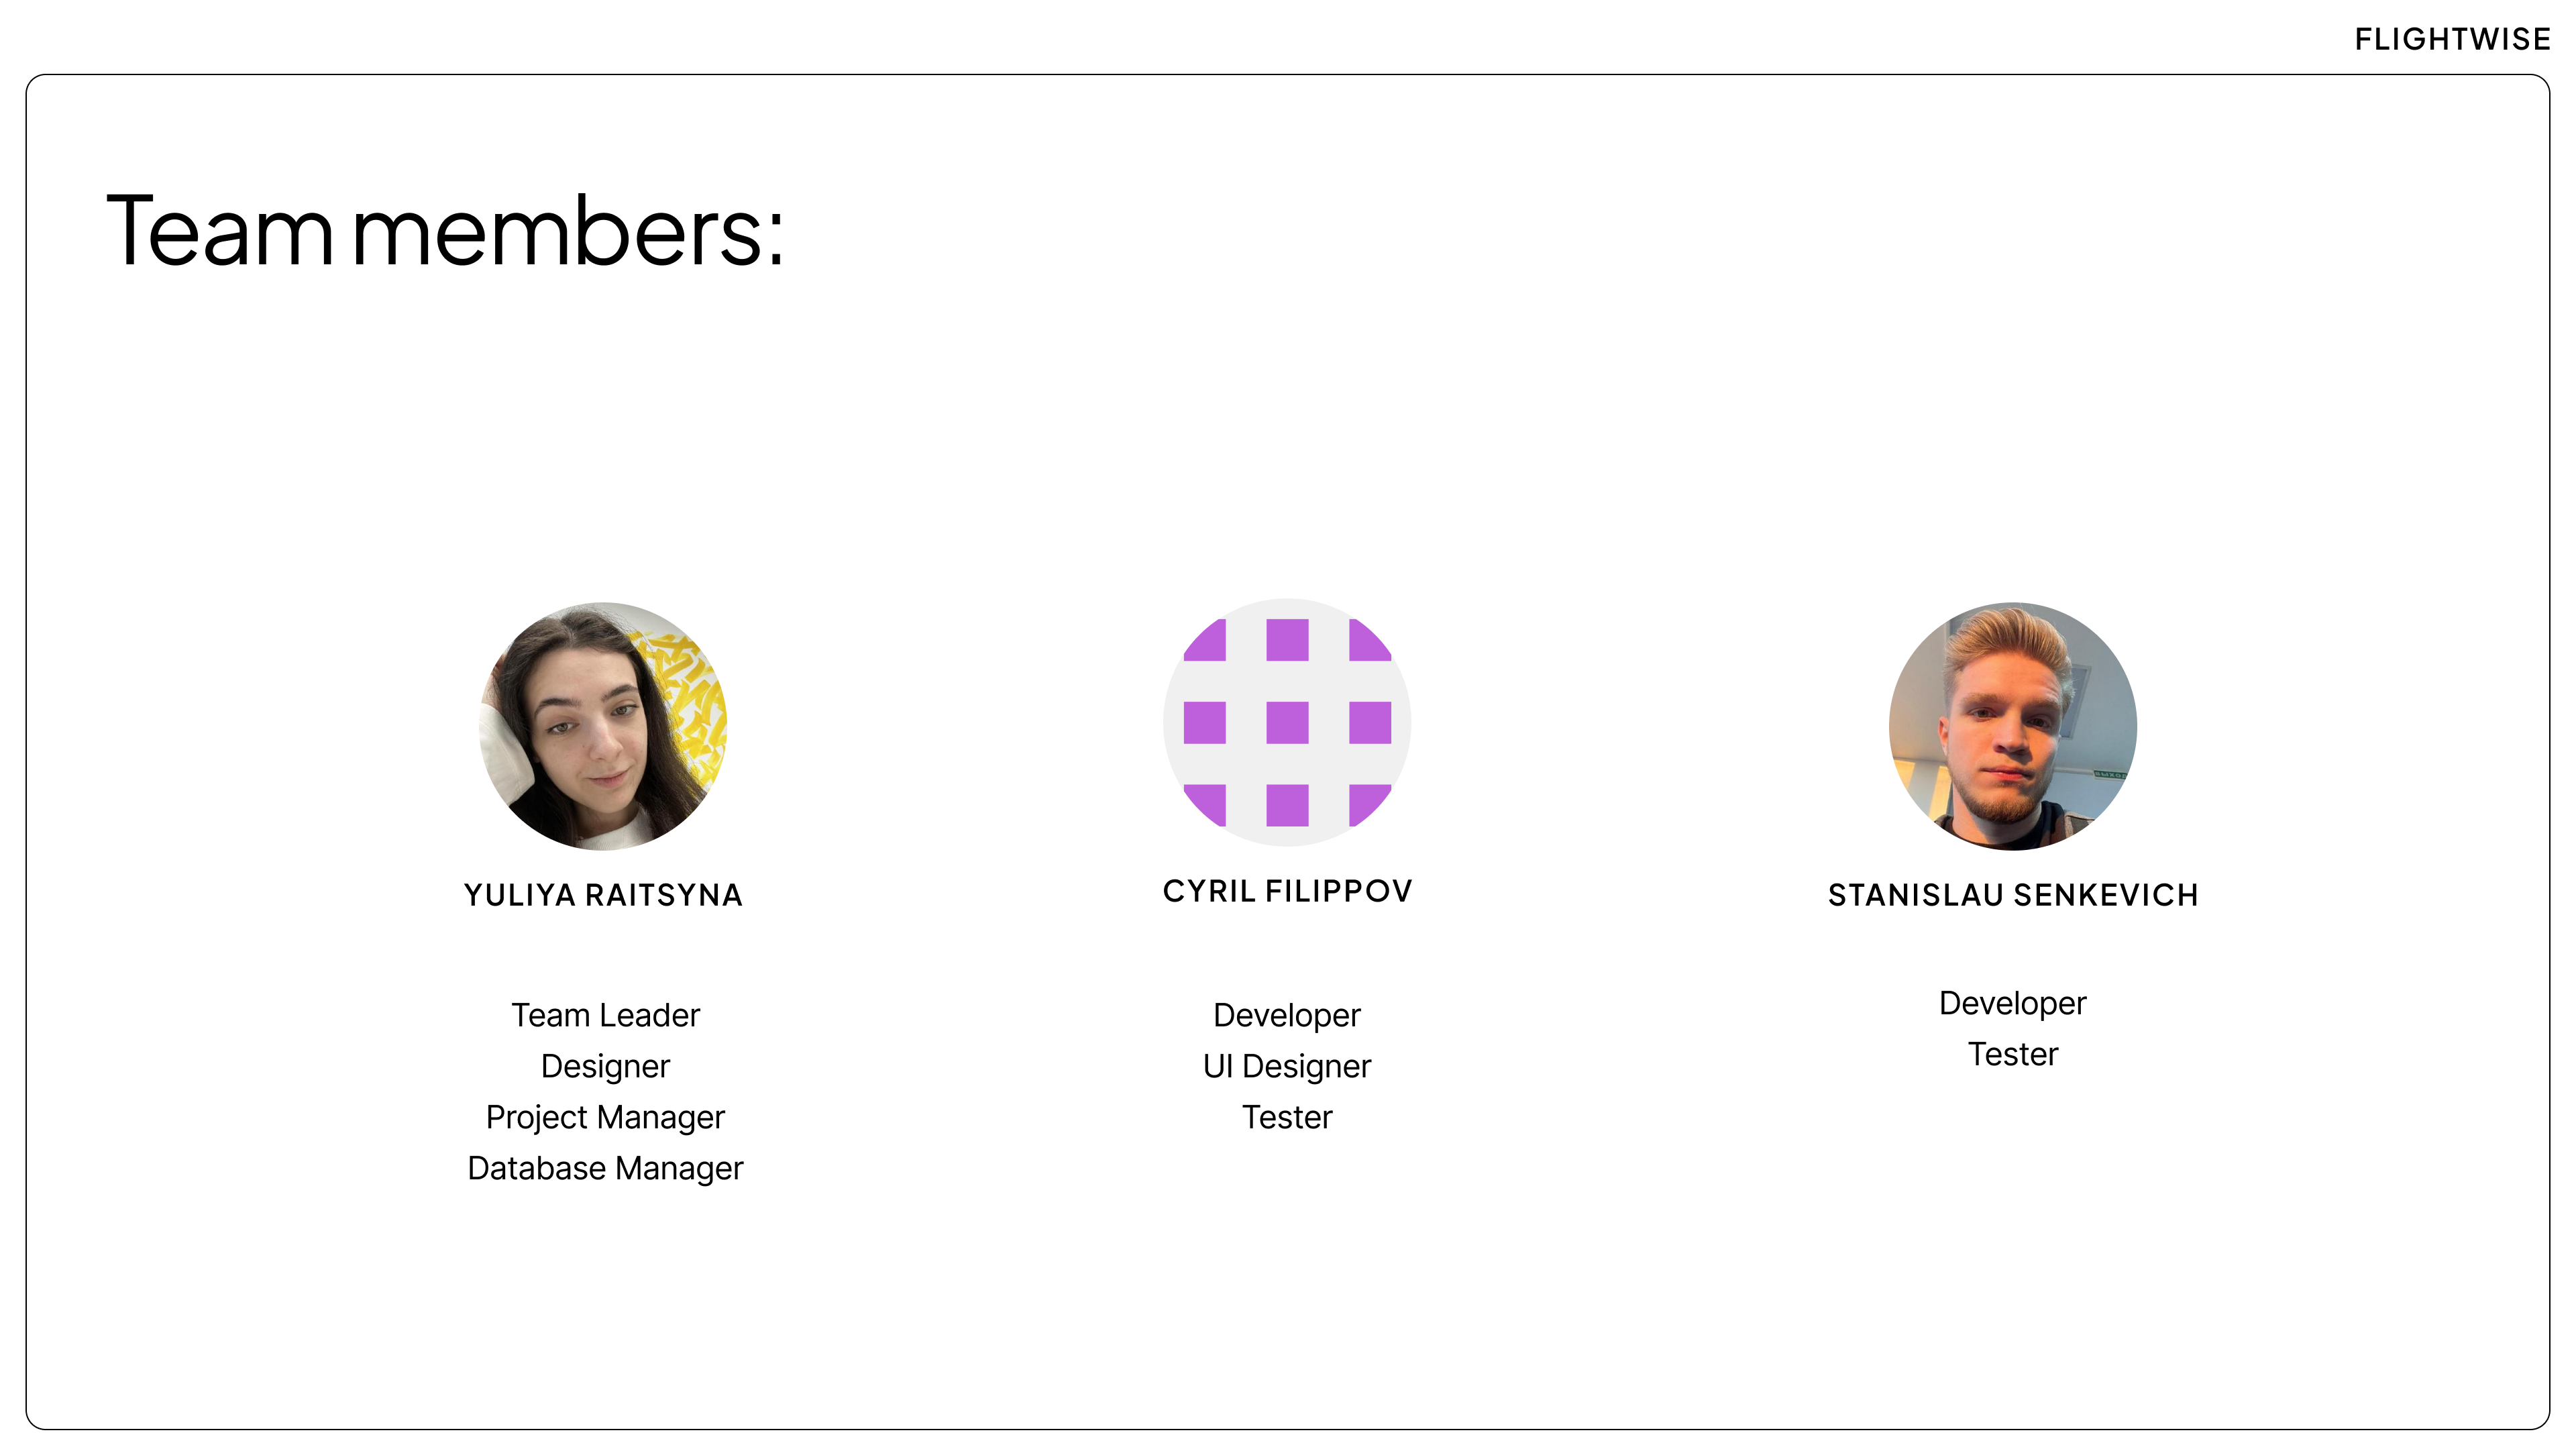 FLIGHTWISE
Team members:
YULIYA RAITSYNA
Team Leader
Designer
Project Manager
Database Manager
CYRIL FILIPPOV
Developer
UI Designer
Tester
STANISLAU SENKEVICH
Developer
Tester